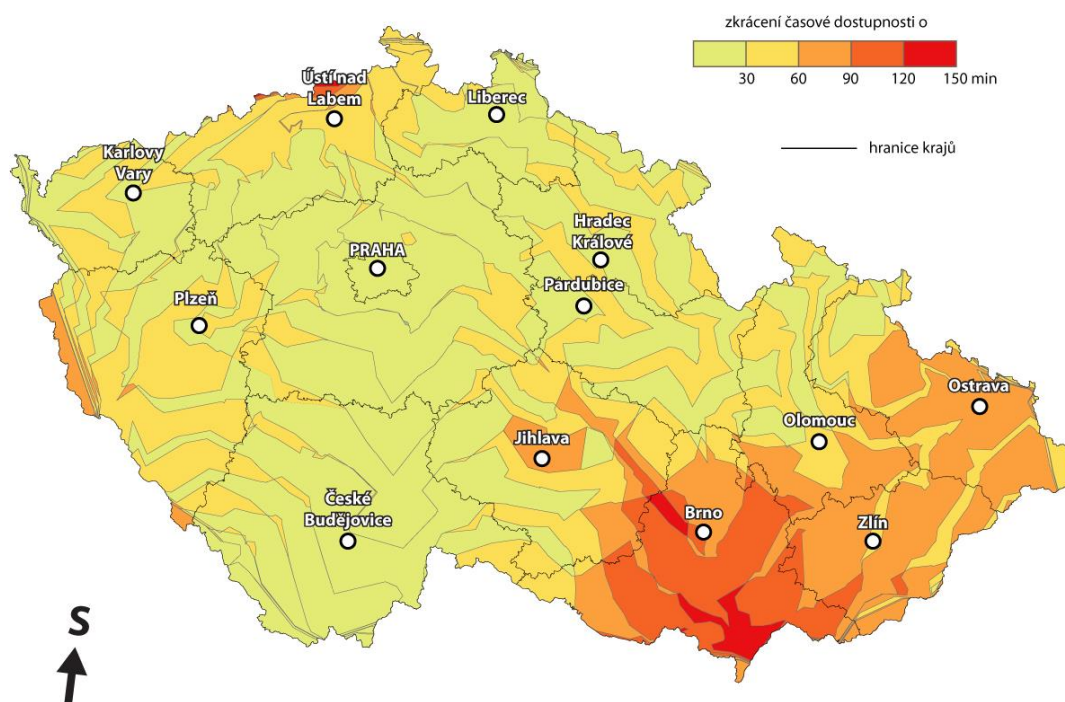 zkrácení časové dostupnosti o
30 60 90 120 150 min
hranice krajů
Ústí nad
Labem
Liberec
Karlovy
Vary
Hradec
Králové
PRAHA
Pardubice
Plzeň
Ostrava
Olomouc
Jihlava
České
Budějovice
Brno
Zlín
S